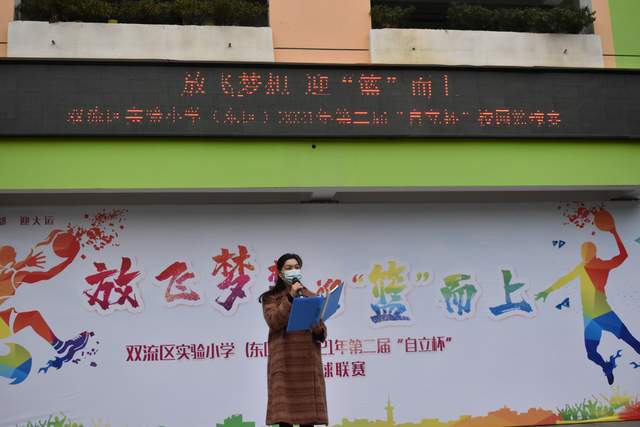 放飞梦想 迎“篮”而上
双流区实验小学（东区）2021年第二届“自立杯”校园篮球赛
迎大运
放飞梦 迎“篮”而上
双流区实验小学（东 21年第二届“自立杯”
球联赛